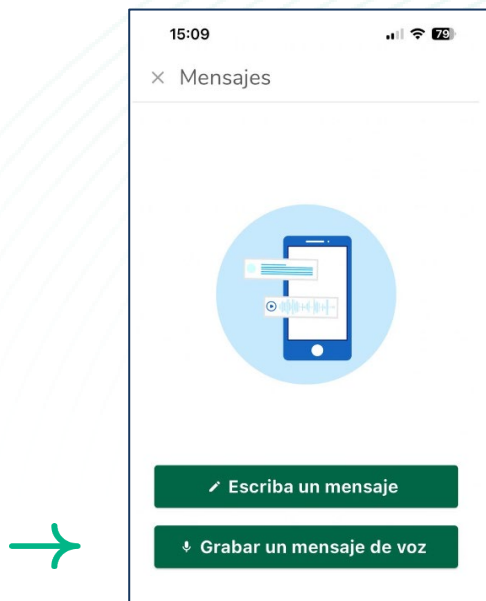 15:09
79
× Mensajes
Escriba un mensaje
Grabar un mensaje de voz